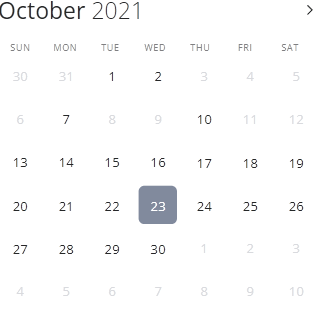 October 2021 >
SUN MON TUE WED THU FRI SAT
30 31 1 2 3 4 5
6 7 8 9 10 11 12
13 14 15 16 17 18 19
20 21 22 23 24 25 26
27 28 29 30 1 2 3
4 5 6 7 8 9 10